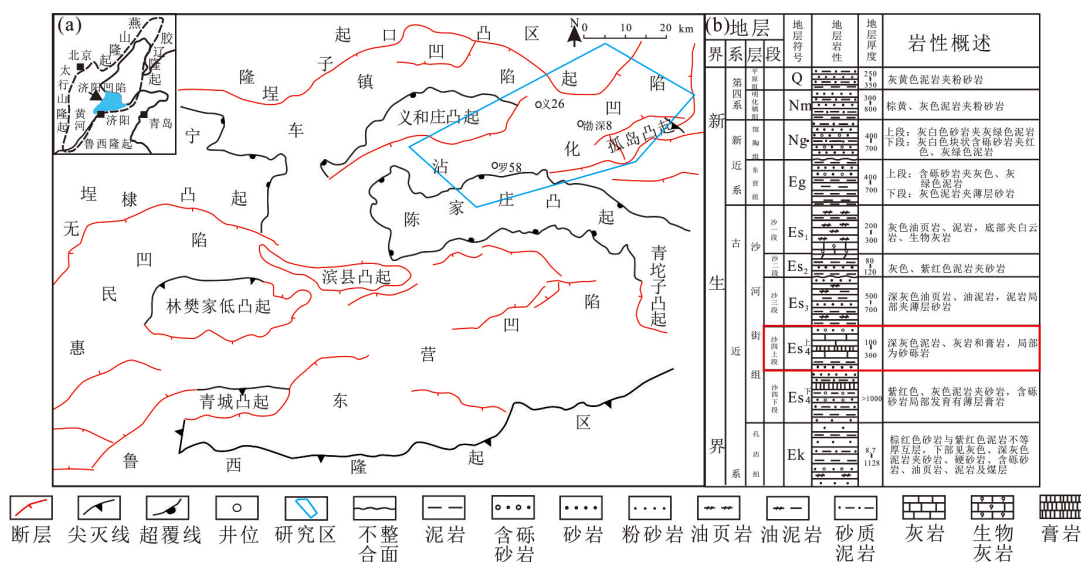 (a)
燕山隆起
胶辽隆起
北京
太行山隆起
济阳凹陷
黄河
济阳
青岛
鲁西隆起
N
0 10 20 km
埕子口凸起区
隆起
车镇凹陷
义和庄凸起
义26
渤深8
孤岛凸起
沾化凹陷
罗58
宁
陈家庄凸起
无棣凸起
埕
滨县凸起
青坨子凸起
林樊家低凸起
惠民凹陷
东营凹陷区
青城凸起
鲁西隆起
(b)
地层
地层符号
地层岩性
地层厚度
岩性概述
界 系 层 段
新生界
第四系
平原组
Q
250
350
灰黄色泥岩夹粉砂岩
新近系
明化镇组
Nm
300
800
棕黄、灰色泥岩夹粉砂岩
馆陶组
Ng
400
700
上段：灰白色砂岩夹灰绿色泥岩
下段：灰白色块状含砾砂岩夹红
色、灰绿色泥岩
东营组
Eg
400
700
上段：含砾砂岩夹灰色、灰
绿色泥岩
下段：灰色泥岩夹薄层砂岩
古近系
沙河街组
沙一段
Es1
200
300
灰色油页岩、泥岩，底部夹白云
岩、生物灰岩
沙二段
Es2
80
120
灰色、紫红色泥岩夹砂岩
沙三段
Es3
500
700
深灰色油页岩、油泥岩，泥岩局
部夹薄层砂岩
沙四上段
Es4上
100
300
深灰色泥岩、灰岩和膏岩，局部
为砂砾岩
沙四下段
Es4下
>1000
紫红色、灰色泥岩夹砂岩，含砾
砂岩局部发育有薄层膏岩
孔店组
Ek
8.7
1128
棕红色砂岩与紫红色泥岩不等
厚互层，下部见灰色、深灰色
泥岩夹砂岩、硬砂岩、含砾砂
岩、油页岩、泥岩及煤层
断层
尖灭线
超覆线
井位
研究区
不整合面
泥岩
含砾砂岩
砂岩
粉砂岩
油页岩
油泥岩
砂质泥岩
灰岩
生物灰岩
膏岩